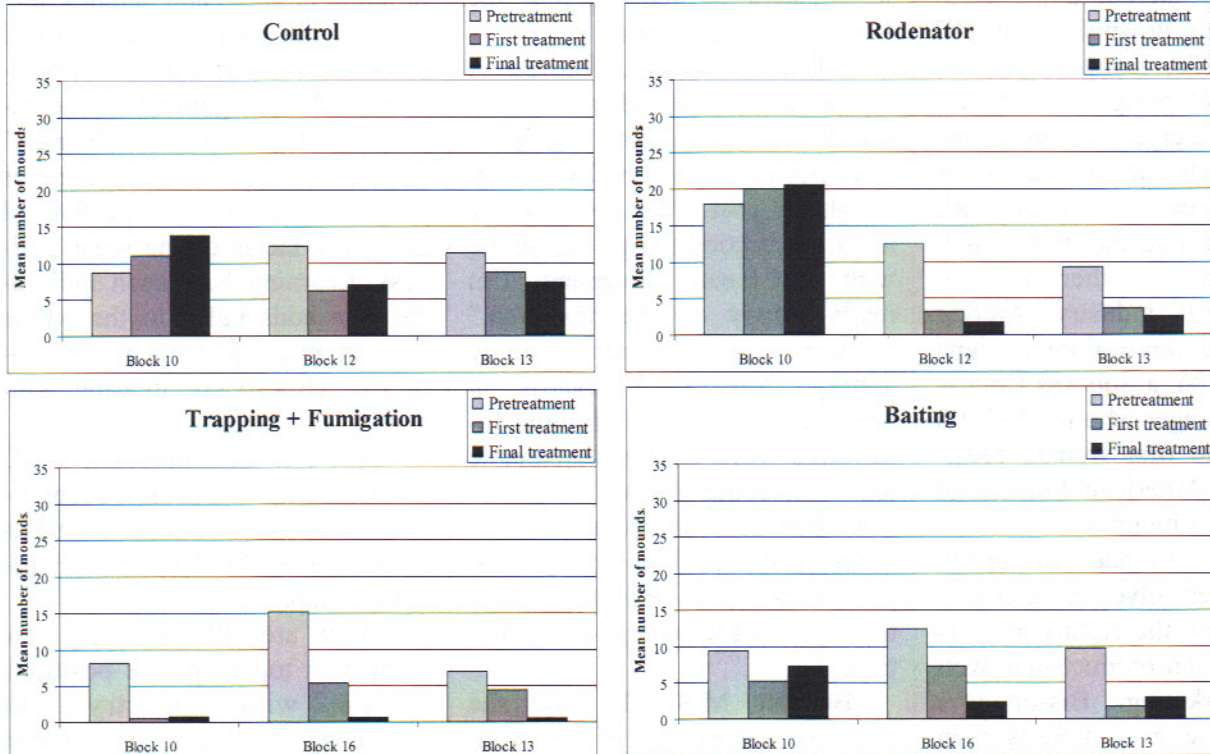 Control
Pretreatment
First treatment
Final treatment
Mean number of mounds
35
30
25
20
15
10
5
0
Block 10
Block 12
Block 13
Rodenator
Pretreatment
First treatment
Final treatment
Mean number of mounds
35
30
25
20
15
10
5
0
Block 10
Block 12
Block 13
Trapping + Fumigation
Pretreatment
First treatment
Final treatment
Mean number of mounds
35
30
25
20
15
10
5
0
Block 10
Block 16
Block 13
Baiting
Pretreatment
First treatment
Final treatment
Mean number of mounds
35
30
25
20
15
10
5
0
Block 10
Block 16
Block 13